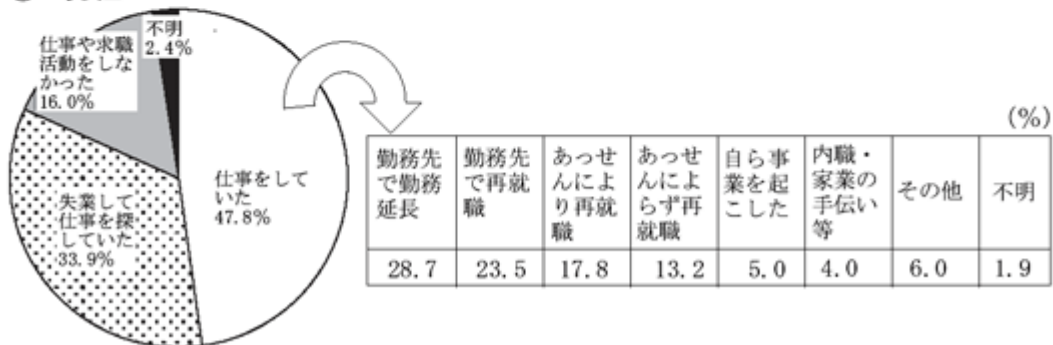 不明
2.4%
仕事や求職
活動をしな
かった
16.0%
仕事をして
いた
47.8%
失業して
仕事を探
していた
33.9%
(%)
勤務先
で勤務
延長
勤務先
で再就
職
あっせ
んによ
り再就
職
あっせ
んによ
らず再
就職
自ら事
業を起
こした
内職・
家業の
手伝い
等
その他
不明
28.7 23.5 17.8 13.2 5.0 4.0 6.0 1.9